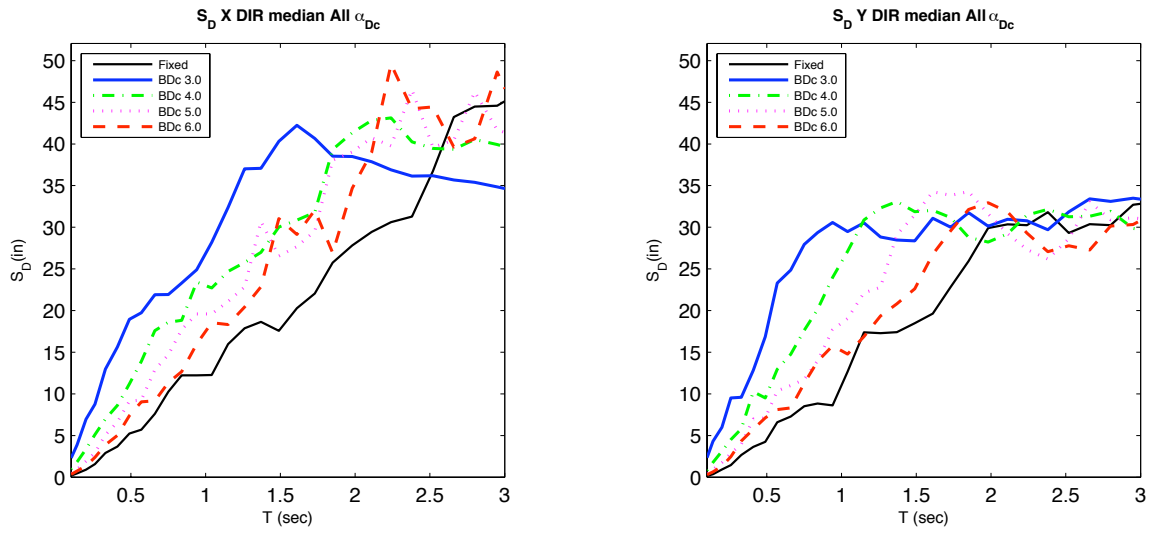 S_D X DIR median All α_Dc
50
45
40
35
30
25
20
15
10
5
0
S_D(in)
Fixed
BDc 3.0
BDc 4.0
BDc 5.0
BDc 6.0
0.5 1 1.5 2 2.5 3
T (sec)
S_D Y DIR median All α_Dc
50
45
40
35
30
25
20
15
10
5
0
S_D(in)
Fixed
BDc 3.0
BDc 4.0
BDc 5.0
BDc 6.0
0.5 1 1.5 2 2.5 3
T (sec)